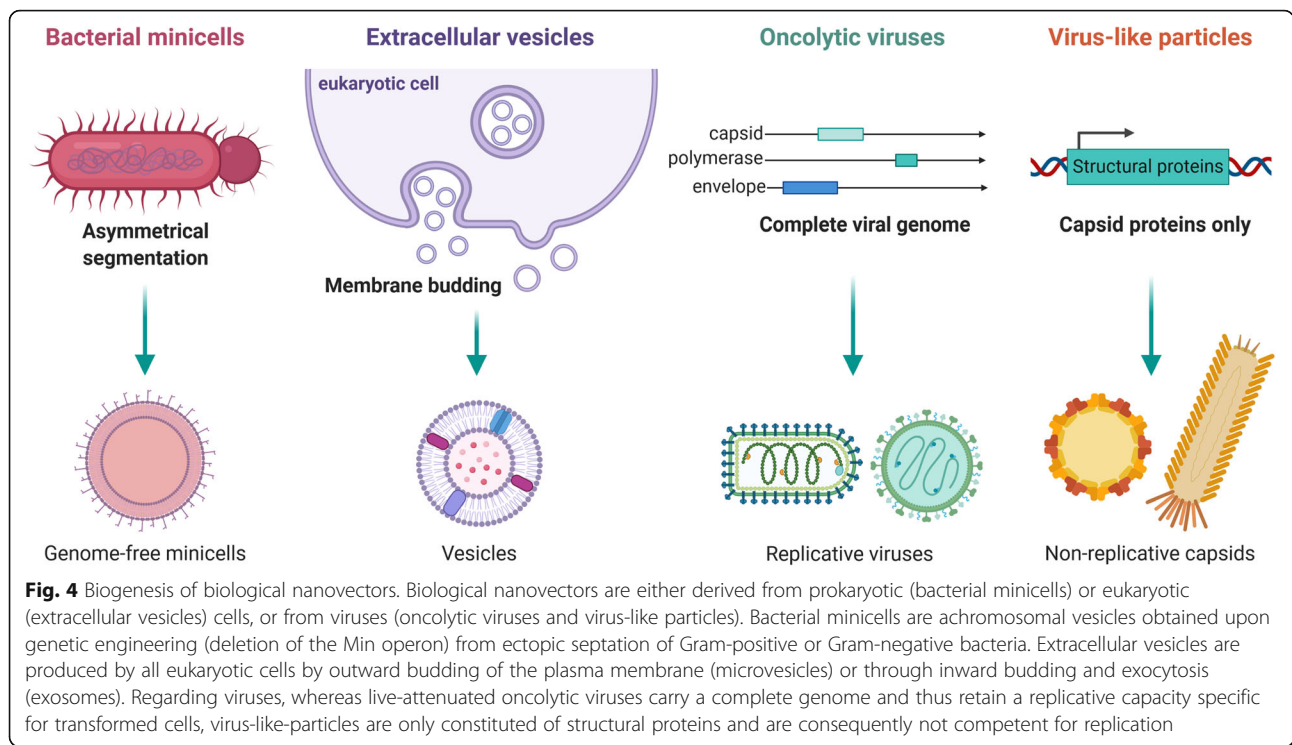 Bacterial minicells
Extracellular vesicles
Oncolytic viruses
Virus-like particles
eukaryotic cell
capsid
polymerase
envelope
Structural proteins
Asymmetrical
segmentation
Membrane budding
Complete viral genome
Capsid proteins only
Genome-free minicells
Vesicles
Replicative viruses
Non-replicative capsids
Fig. 4 Biogenesis of biological nanovectors. Biological nanovectors are either derived from prokaryotic (bacterial minicells) or eukaryotic
(extracellular vesicles) cells, or from viruses (oncolytic viruses and virus-like particles). Bacterial minicells are achromosomal vesicles obtained upon
genetic engineering (deletion of the Min operon) from ectopic septation of Gram-positive or Gram-negative bacteria. Extracellular vesicles are
produced by all eukaryotic cells by outward budding of the plasma membrane (microvesicles) or through inward budding and exocytosis
(exosomes). Regarding viruses, whereas live-attenuated oncolytic viruses carry a complete genome and thus retain a replicative capacity specific
for transformed cells, virus-like-particles are only constituted of structural proteins and are consequently not competent for replication